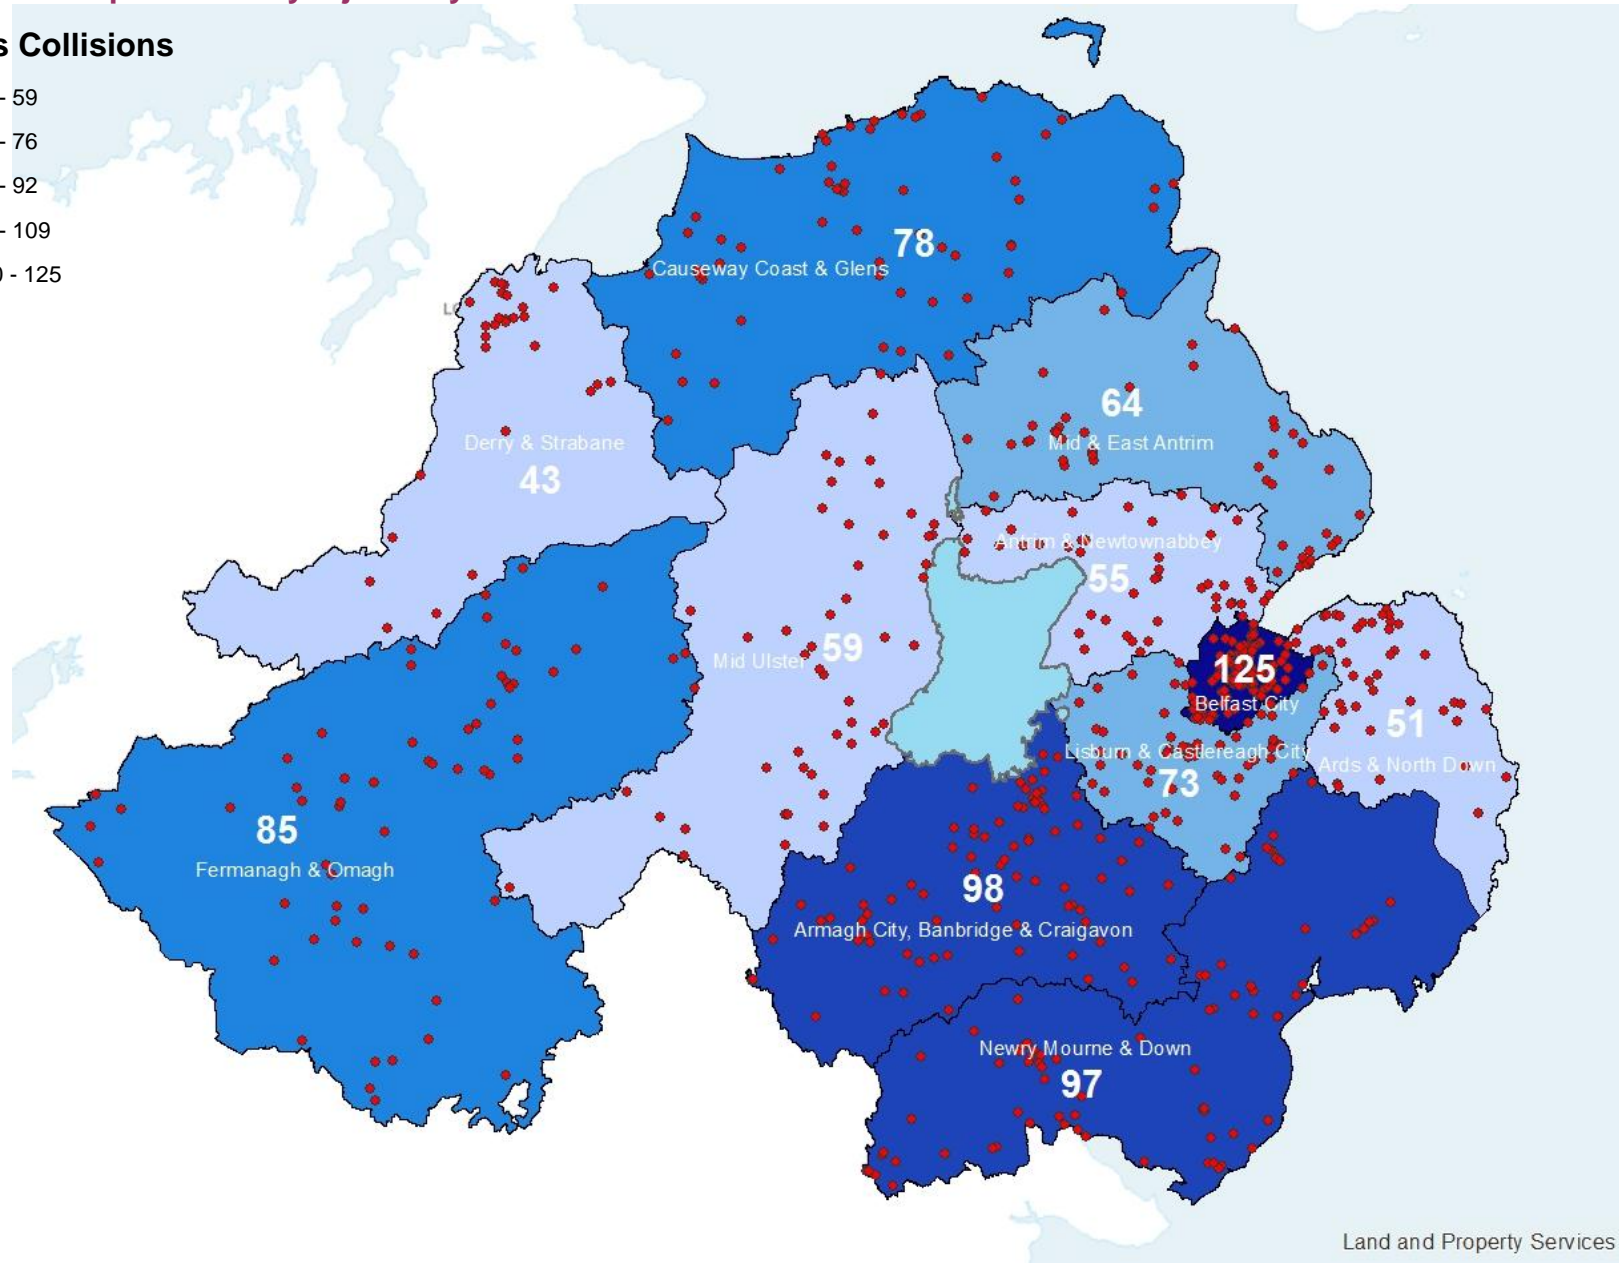 s Collisions
- 59
- 76
- 92
- 109
- 125
78
Causeway Coast & Glens
64
Mid & East Antrim
Derry & Strabane
43
Antrim & Newtownabbey
55
Mid Ulster
59
125
Belfast City
51
Ards & North Down
Lisburn & Castlereagh City
73
85
Fermanagh & Omagh
98
Armagh City, Banbridge & Craigavon
Newry Mourne & Down
97
Land and Property Services